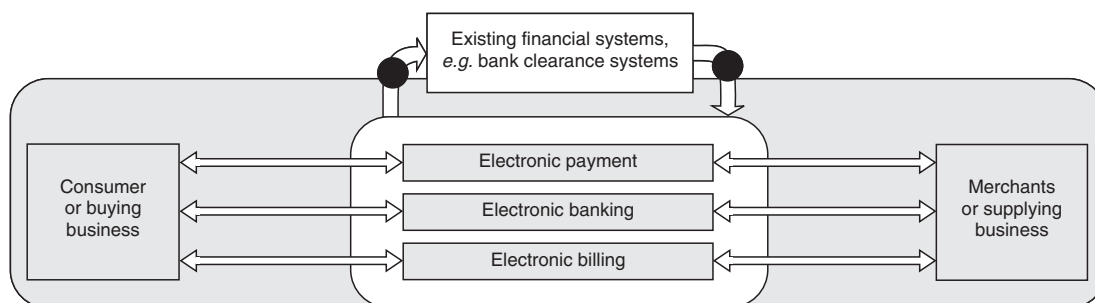 Existing financial systems,
e.g. bank clearance systems
Consumer
or buying
business
Electronic payment
Electronic banking
Electronic billing
Merchants
or supplying
business